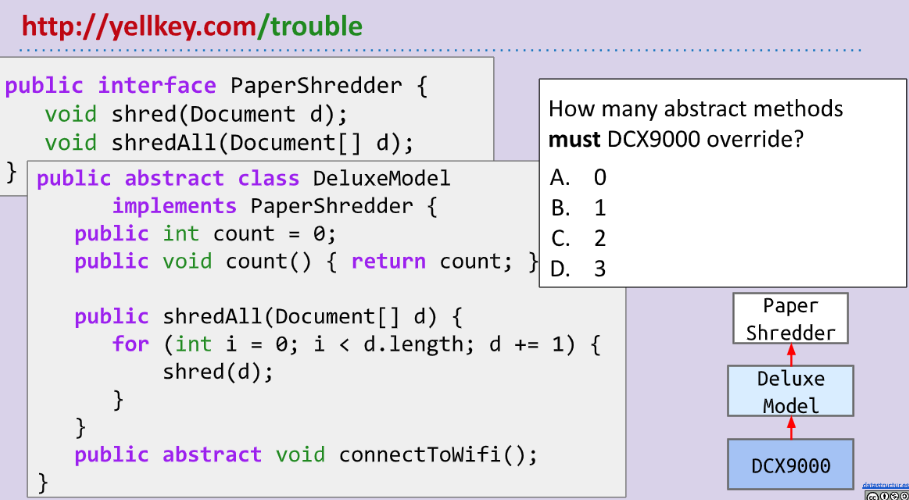 http://yellkey.com/trouble
public interface PaperShredder {
void shred(Document d);
void shredAll(Document[] d);
}
public abstract class DeluxeModel
implements PaperShredder {
public int count = 0;
public void count() { return count; }
public shredAll(Document[] d) {
for (int i = 0; i < d.length; d += 1) {
shred(d);
}
}
public abstract void connectToWifi();
}
How many abstract methods
must DCX9000 override?
A. 0
B. 1
C. 2
D. 3
Paper
Shredder
Deluxe
Model
DCX9000
datastructur.es